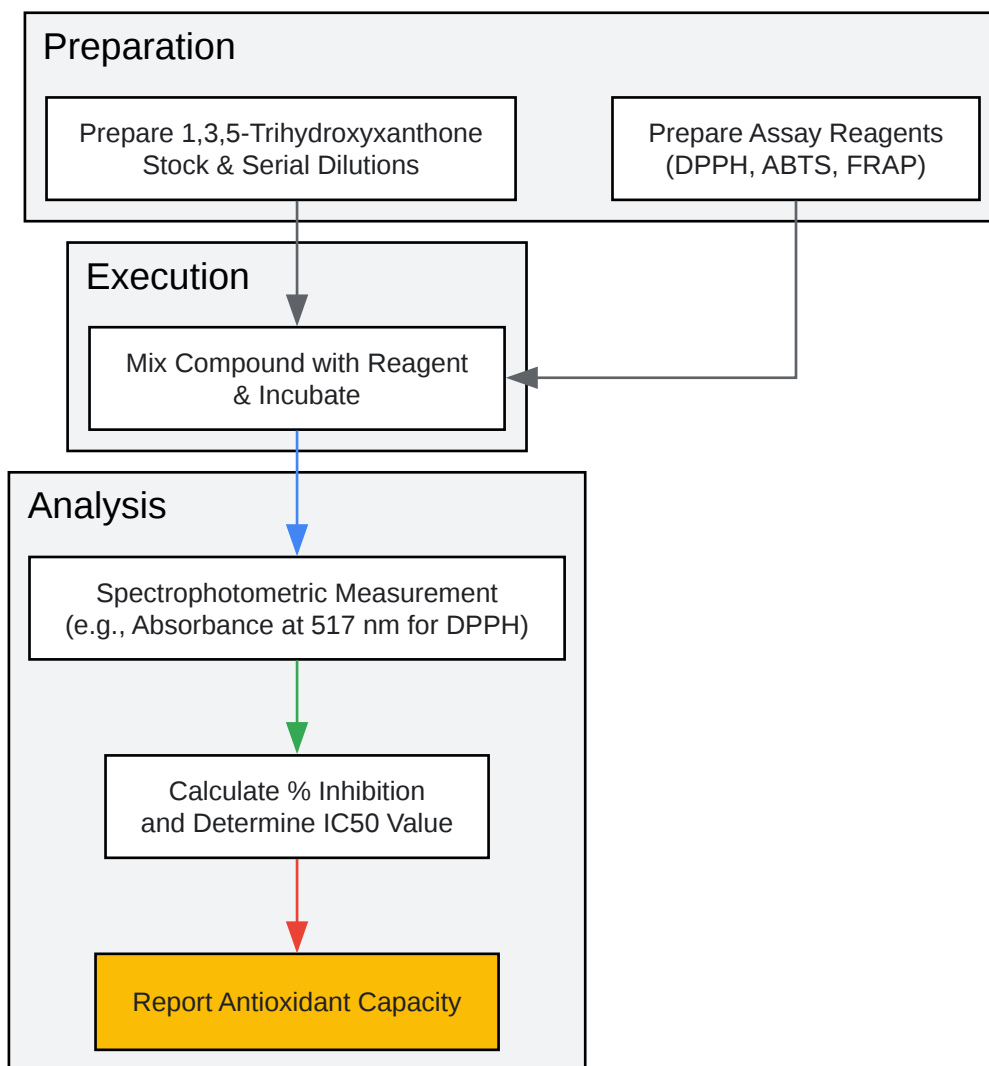 Preparation
Prepare 1,3,5-Trihydroxyxanthone
Stock & Serial Dilutions
Prepare Assay Reagents
(DPPH, ABTS, FRAP)
Execution
Mix Compound with Reagent
& Incubate
Analysis
Spectrophotometric Measurement
(e.g., Absorbance at 517 nm for DPPH)
Calculate % Inhibition
and Determine IC50 Value
Report Antioxidant Capacity